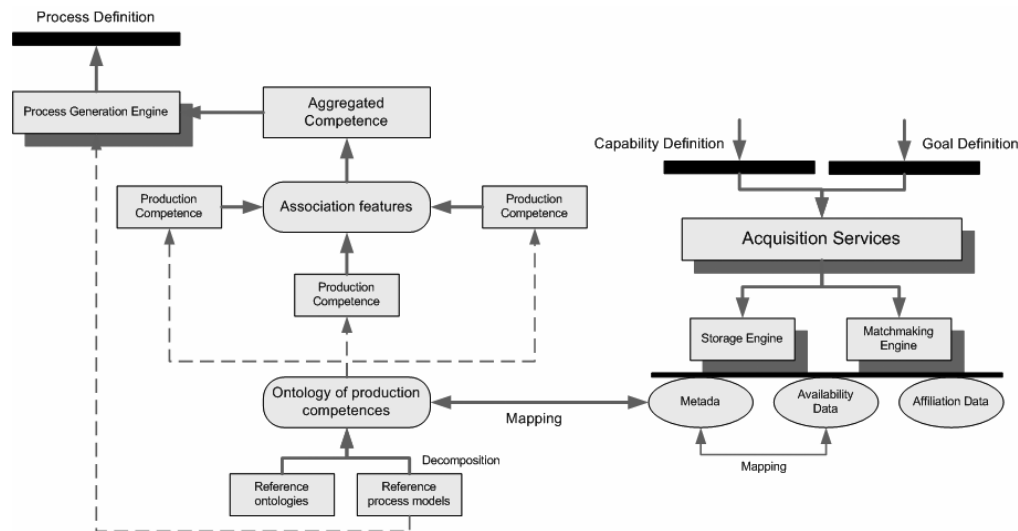 Process Definition
Process Generation Engine
Aggregated
Competence
Capability Definition
Goal Definition
Production
Competence
Association features
Production
Competence
Acquisition Services
Production
Competence
Storage Engine
Matchmaking
Engine
Ontology of production
competences
Mapping
Metada
Availability
Data
Affiliation Data
Decomposition
Mapping
Reference
ontologies
Reference
process models